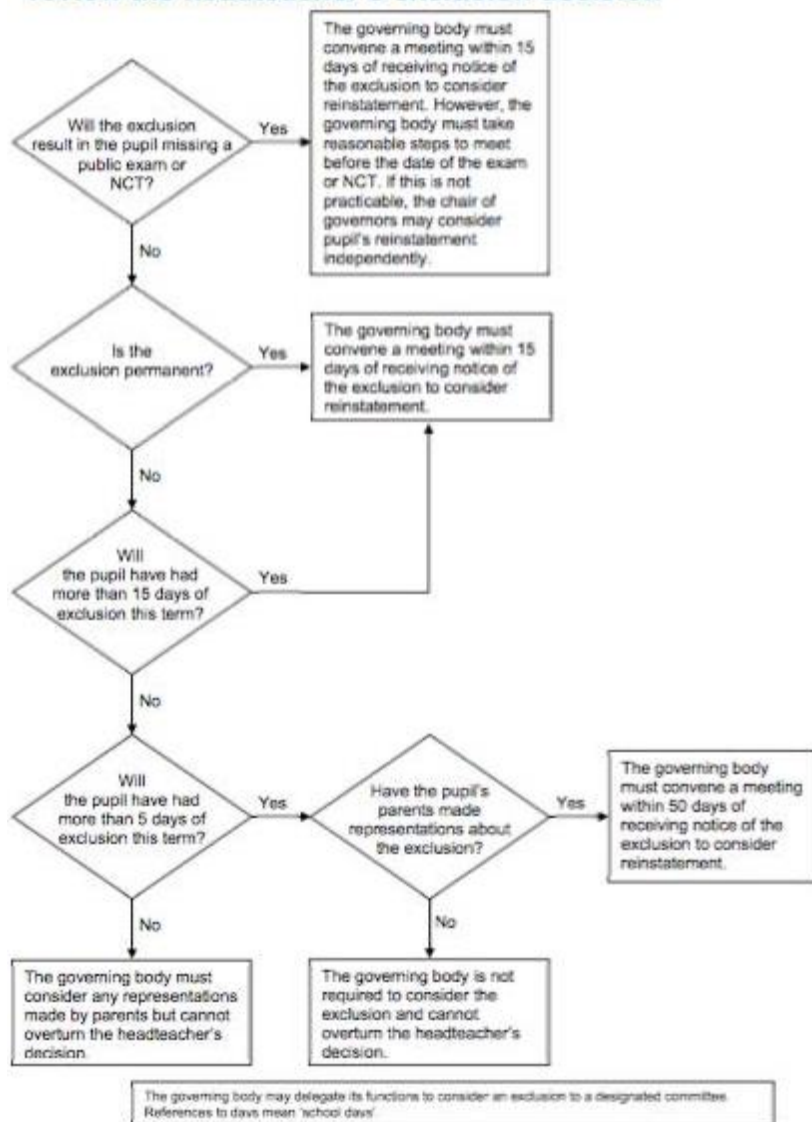 Will the exclusion
result in the pupil missing a
public exam or
NCT?
Yes
The governing body must
convene a meeting within 15
days of receiving notice of
the exclusion to consider
reinstatement. However, the
governing body must take
reasonable steps to meet
before the date of the exam
or NCT. If this is not
practicable, the chair of
governors may consider
pupil's reinstatement
independently.
No
Is the
exclusion permanent?
Yes
The governing body must
convene a meeting within 15
days of receiving notice of
the exclusion to consider
reinstatement.
No
Will
the pupil have had
more than 15 days of
exclusion this term?
Yes
No
Will
the pupil have had
more than 5 days of
exclusion this term?
Yes
Have the pupil's
parents made
representations about
the exclusion?
Yes
The governing body
must convene a meeting
within 50 days of
receiving notice of the
exclusion to consider
reinstatement.
No
No
The governing body must
consider any representations
made by parents but cannot
overturn the headteacher's
decision.
The governing body is not
required to consider the
exclusion and cannot
overturn the headteacher's
decision.
The governing body may delegate its functions to consider an exclusion to a designated committee.
References to days mean 'school days'